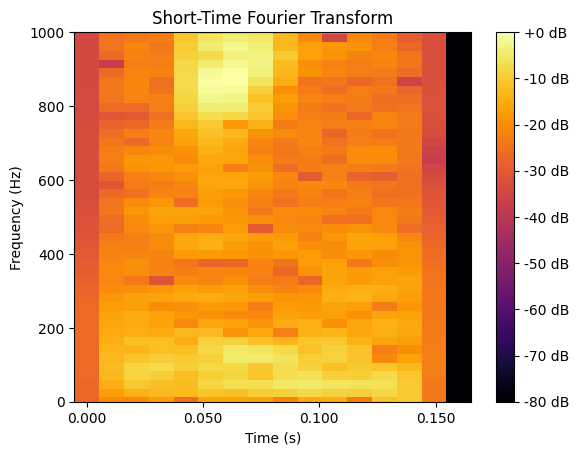 Short-Time Fourier Transform
Frequency (Hz)
1000
800
600
400
200
0
0.000
0.050
0.100
0.150
Time (s)
+0 dB
-10 dB
-20 dB
-30 dB
-40 dB
-50 dB
-60 dB
-70 dB
-80 dB